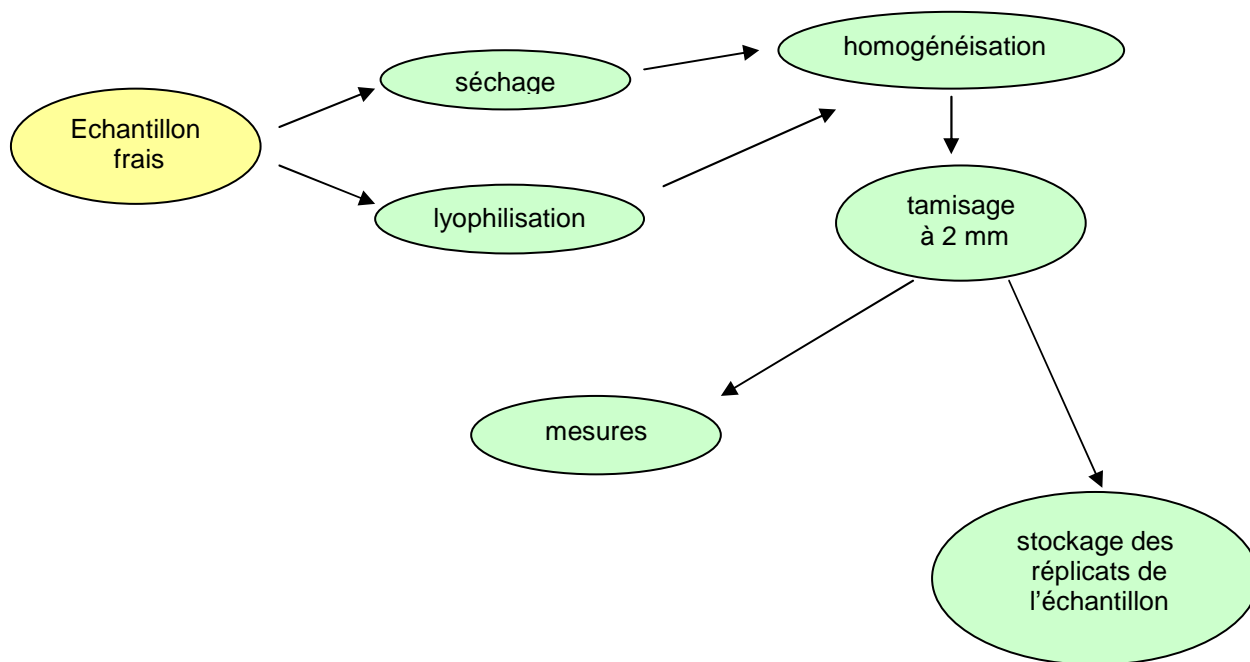 Echantillon
frais
séchage
lyophilisation
homogénéisation
tamisage
à 2 mm
mesures
stockage des
réplicats de
l’échantillon